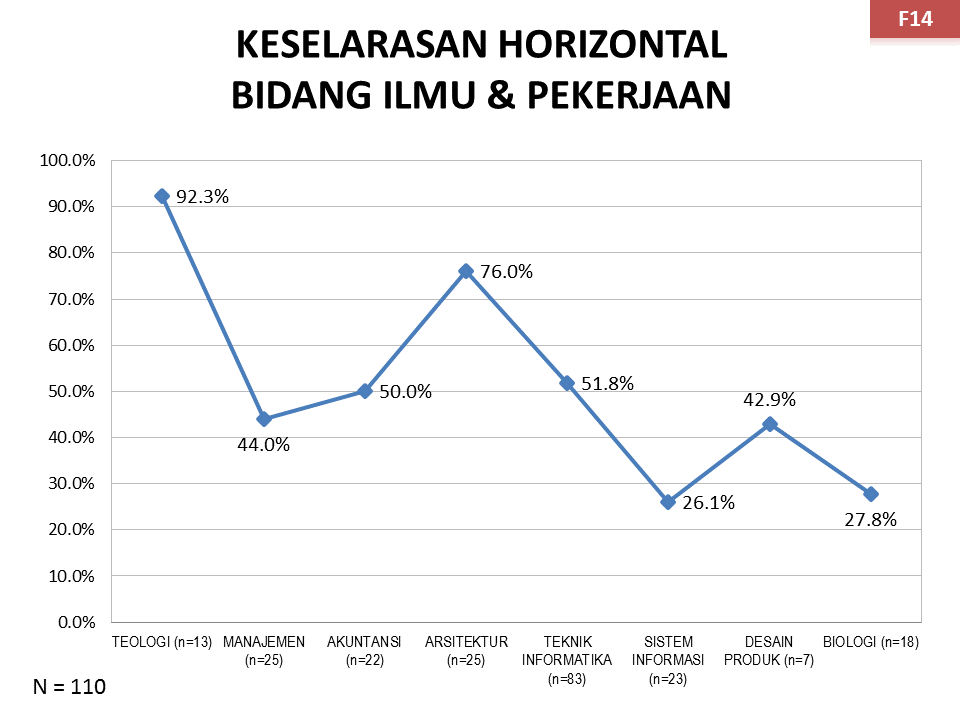 F14
KESELARASAN HORIZONTAL
BIDANG ILMU & PEKERJAAN
100.0%
90.0%
80.0%
70.0%
60.0%
50.0%
40.0%
30.0%
20.0%
10.0%
0.0%
92.3%
44.0%
50.0%
76.0%
51.8%
26.1%
42.9%
27.8%
TEOLOGI (n=13)
MANAJEMEN
(n=25)
AKUNTANSI
(n=22)
ARSITEKTUR
(n=25)
TEKNIK
INFORMATIKA
(n=83)
SISTEM
INFORMASI
(n=23)
DESAIN
PRODUK (n=7)
BIOLOGI (n=18)
N = 110